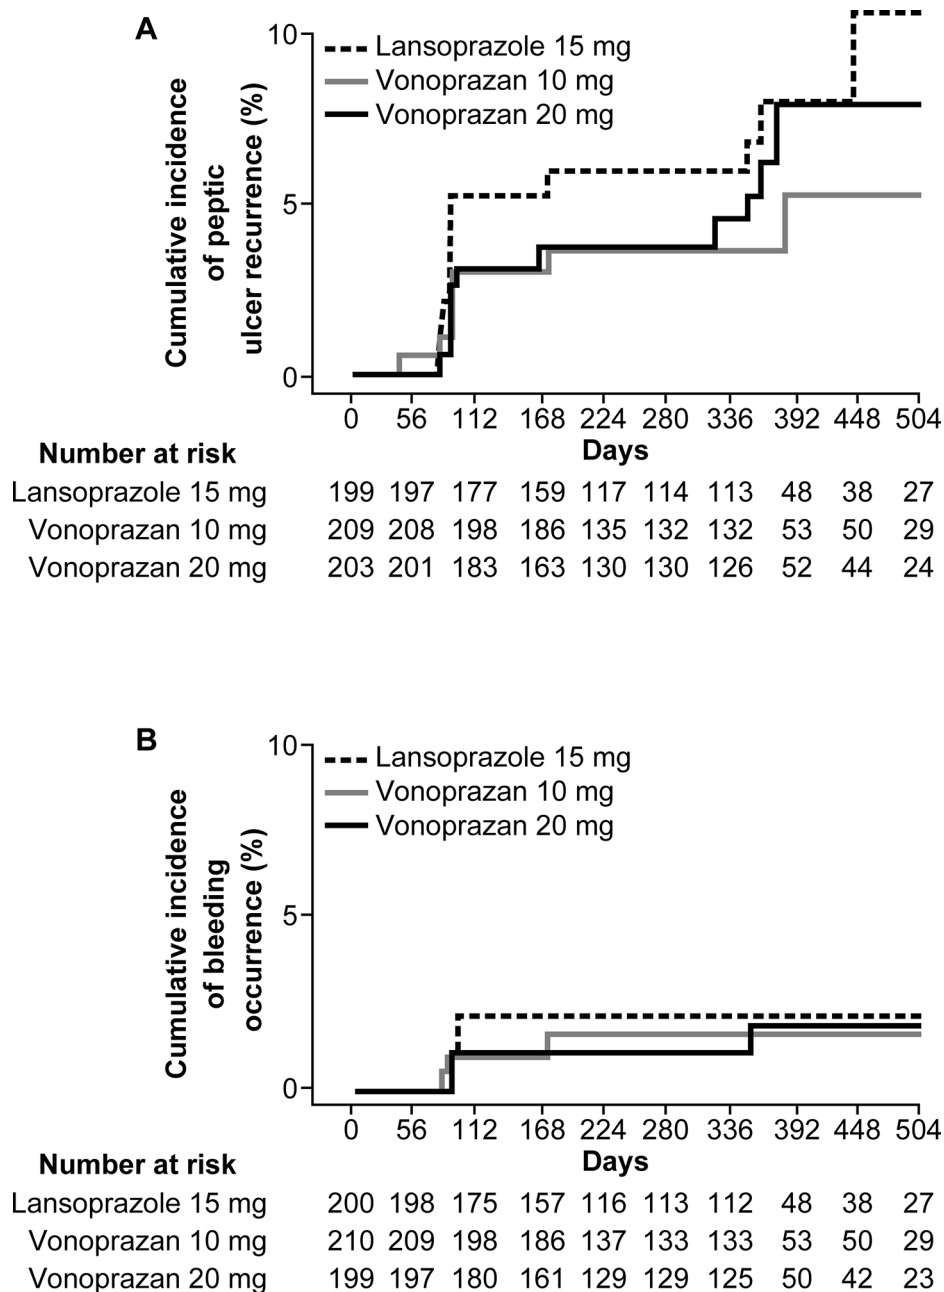 A
Cumulative incidence
of peptic
ulcer recurrence (%)
10
5
0
Lansoprazole 15 mg
Vonoprazan 10 mg
Vonoprazan 20 mg
0 56 112 168 224 280 336 392 448 504
Days
Number at risk
Lansoprazole 15 mg 199 197 177 159 117 114 113 48 38 27
Vonoprazan 10 mg 209 208 198 186 135 132 132 53 50 29
Vonoprazan 20 mg 203 201 183 163 130 130 126 52 44 24
B
Cumulative incidence
of bleeding
occurrence (%)
10
5
0
Lansoprazole 15 mg
Vonoprazan 10 mg
Vonoprazan 20 mg
0 56 112 168 224 280 336 392 448 504
Days
Number at risk
Lansoprazole 15 mg 200 198 175 157 116 113 112 48 38 27
Vonoprazan 10 mg 210 209 198 186 137 133 133 53 50 29
Vonoprazan 20 mg 199 197 180 161 129 129 125 50 42 23